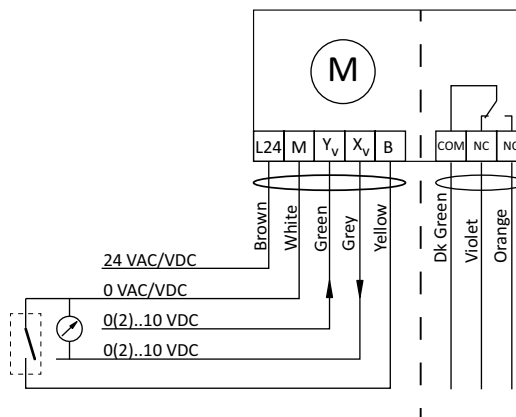 M
L24 M Yv Xv B COM NC
Brown
White
Green
Grey
Yellow
Dk Green
Violet
Orange
24 VAC/VDC
0 VAC/VDC
0(2)..10 VDC
0(2)..10 VDC